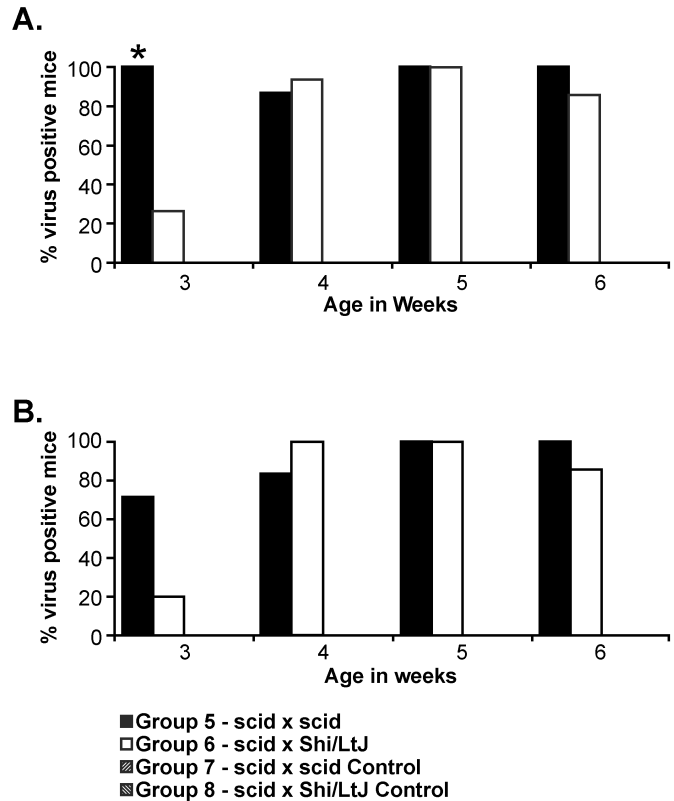 A.
*
% virus positive mice
100
80
60
40
20
0
3 4 5 6
Age in Weeks
B.
% virus positive mice
100
80
60
40
20
0
3 4 5 6
Age in weeks
Group 5 - scid x scid
Group 6 - scid x Shi/LtJ
Group 7 - scid x scid Control
Group 8 - scid x Shi/LtJ Control